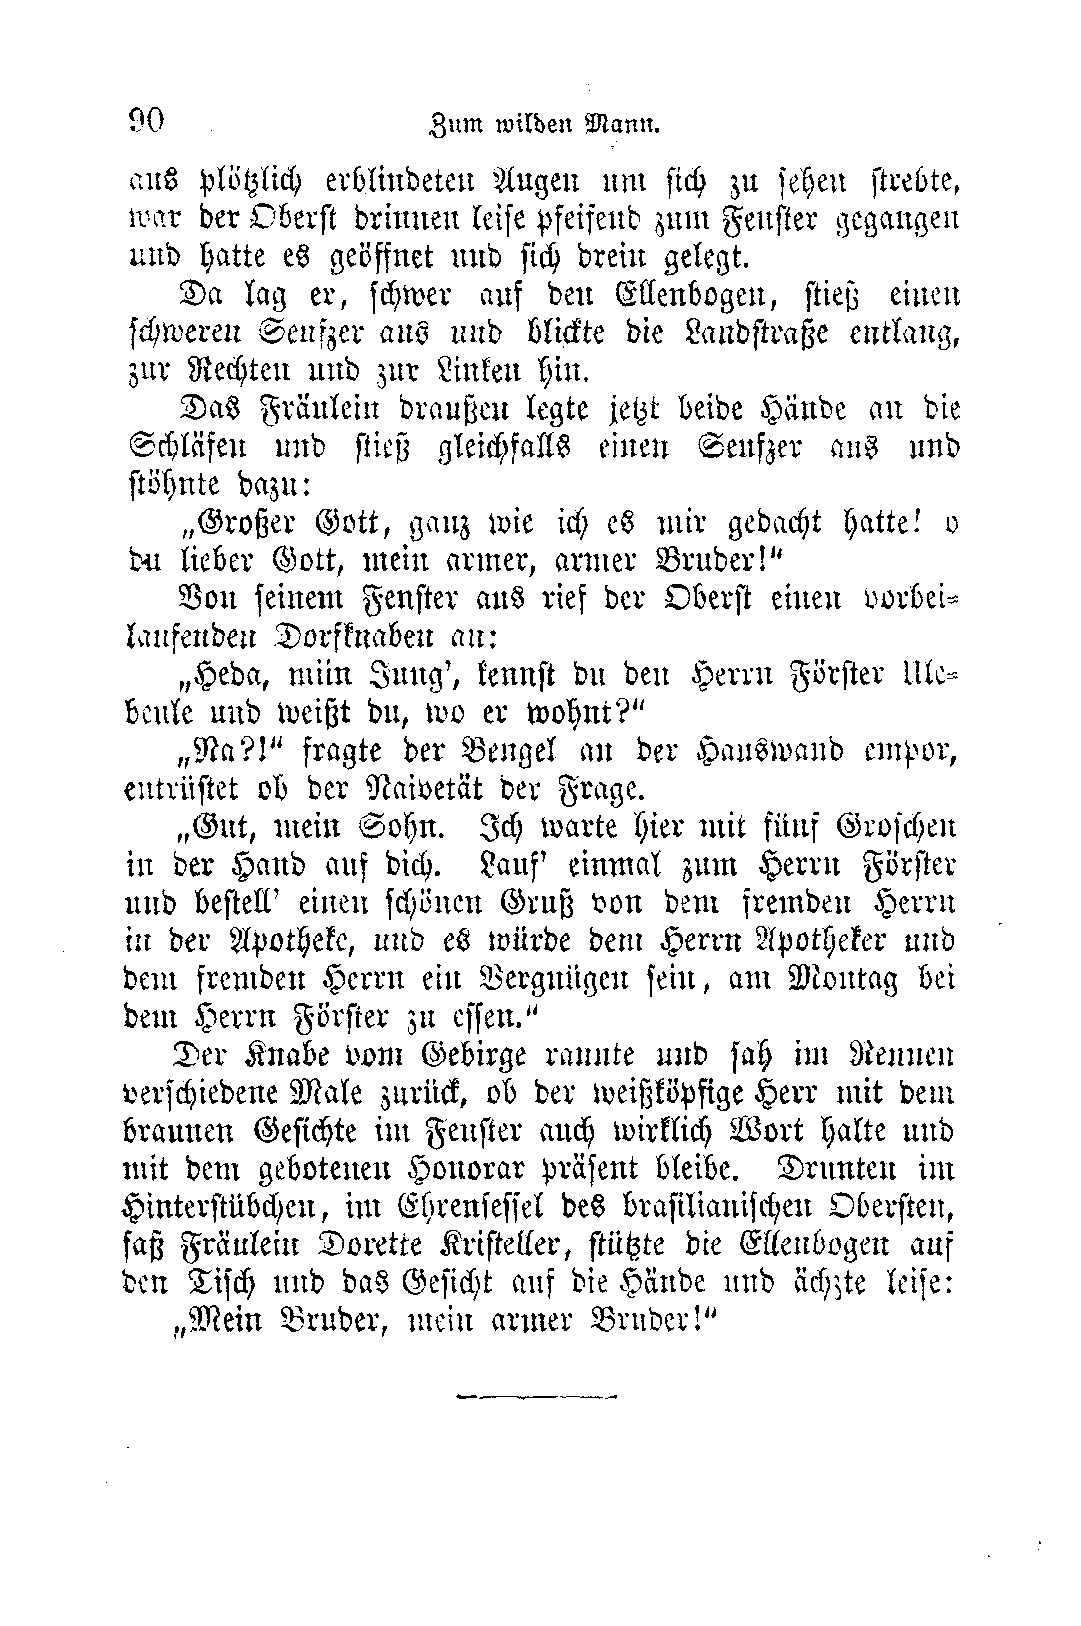 90 Zum wilden Mann.
aus plötzlich erblindeten Augen um sich zu sehen strebte,
war der Oberst drinnen leise pfeifend zum Fenster gegangen
und hatte es geöffnet und sich drein gelegt.
Da lag er, schwer auf den Ellenbogen, stieß einen
schweren Seufzer aus und blickte die Landstraße entlang,
zur Rechten und zur Linken hin.
Das Fräulein draußen legte jetzt beide Hände an die
Schläfen und stieß gleichfalls einen Seufzer aus und
stöhnte dazu:
„Großer Gott, ganz wie ich es mir gedacht hatte! o
du lieber Gott, mein armer, armer Bruder!“
Von seinem Fenster aus rief der Oberst einen vorbei-
laufenden Dorfknaben an:
„Heda, miin Jung', kennst du den Herrn Förster Ule-
beule und weißt du, wo er wohnt?“
„Na?!“ fragte der Bengel an der Hauswand empor,
entrüstet ob der Naivetät der Frage.
„Gut, mein Sohn. Ich warte hier mit fünf Groschen
in der Hand auf dich. Lauf' einmal zum Herrn Förster
und bestell' einen schönen Gruß von dem fremden Herrn
in der Apotheke, und es würde dem Herrn Apotheker und
dem fremden Herrn ein Vergnügen sein, am Montag bei
dem Herrn Förster zu essen.“
Der Knabe vom Gebirge rannte und sah im Rennen
verschiedene Male zurück, ob der weißköpfige Herr mit dem
braunen Gesichte im Fenster auch wirklich Wort halte und
mit dem gebotenen Honorar präsent bleibe. Drunten im
Hinterstübchen, im Ehrensessel des brasilianischen Obersten,
saß Fräulein Dorette Kristeller, stützte die Ellenbogen auf
den Tisch und das Gesicht auf die Hände und ächzte leise:
„Mein Bruder, mein armer Bruder!“